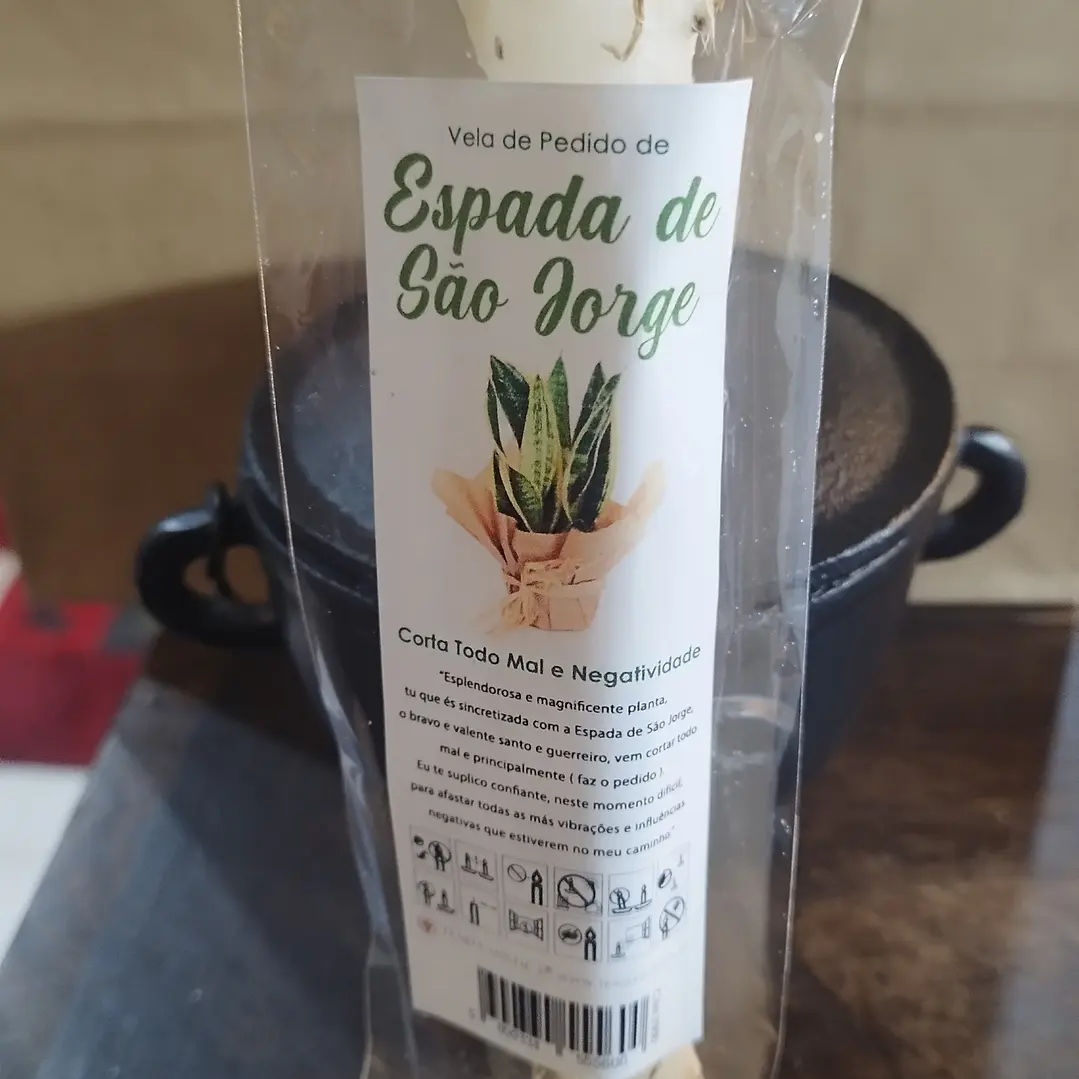 Vela de Pedido de
Espada de
São Jorge
Corta Todo Mal e Negatividade
"Esplendorosa e magnificente planta,
tu que és sincretizada com a Espada de São Jorge,
o bravo e valente santo e guerreiro, vem cortar todo
mal e principalmente ( faz o pedido ).
Eu te suplico confiante, neste momento difícil,
para afastar todas as más vibrações e influências
negativas que estiverem no meu caminho."